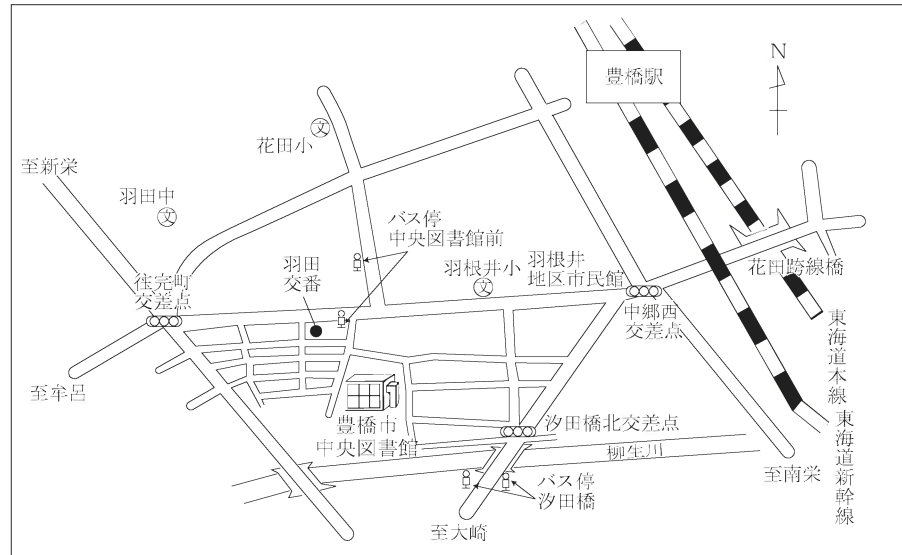 豊橋駅
N
花田小
文
至新栄
羽田中
文
バス停
中央図書館前
羽田
交番
羽根井小
文
羽根井
地区市民館
花田跨線橋
住完町
交差点
中郷西
交差点
至牟呂
豊橋市
中央図書館
汐田橋北交差点
柳生川
バス停
汐田橋
至大崎
至南栄
東海道本線
東海道新幹線